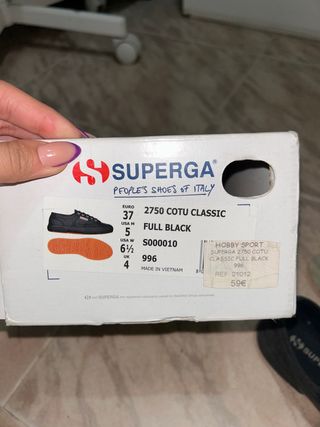 SUPERGA®
PEOPLE'S SHOES OF ITALY
EURO 37
USA M 5
USA W 6½
UK 4
2750 COTU CLASSIC
FULL BLACK
S000010
996
MADE IN VIETNAM
HOBBY SPORT
SUPERGA 2750 COTU
CLASSIC FULL BLACK
996
REF. 01012
59€
SUPERGA